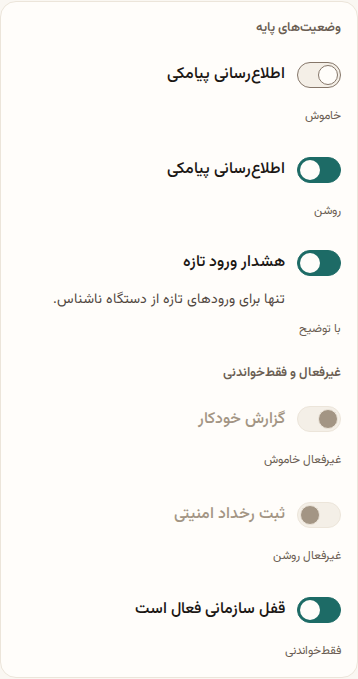 وضعیت‌های پایه
اطلاع‌رسانی پیامکی
خاموش
اطلاع‌رسانی پیامکی
روشن
هشدار ورود تازه
تنها برای ورودهای تازه از دستگاه ناشناس.
با توضیح
غیرفعال و فقط‌خواندنی
گزارش خودکار
غیرفعال خاموش
ثبت رخداد امنیتی
غیرفعال روشن
قفل سازمانی فعال است
فقط‌خواندنی